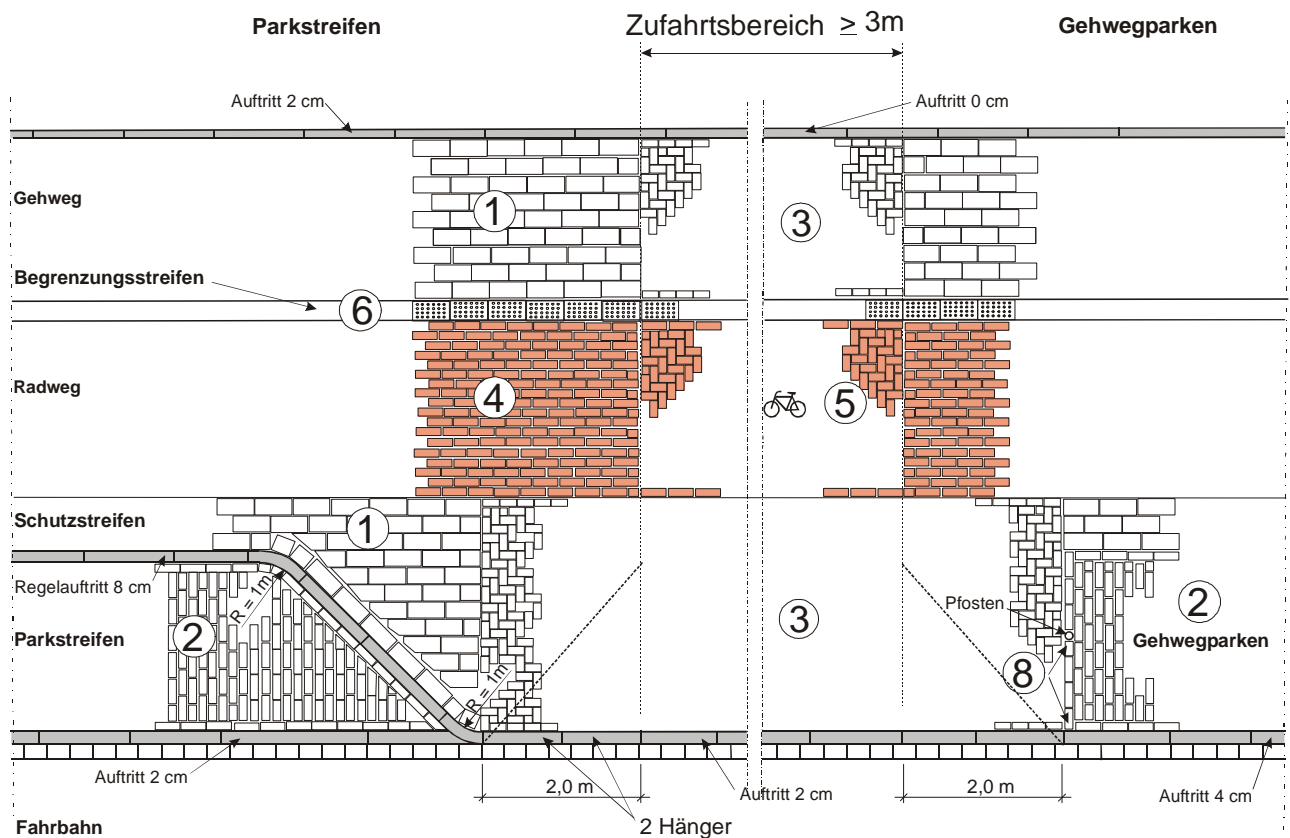 Parkstreifen
Zufahrtsbereich ≥ 3m
Gehwegparken
Auftritt 2 cm
Auftritt 0 cm
Gehweg
1
3
Begrenzungsstreifen
6
Radweg
4
5
Schutzstreifen
1
Regelauftritt 8 cm
R = 1m
Parkstreifen
2
3
Pfosten
2
Gehwegparken
8
R = 1m
Auftritt 2 cm
2,0 m
Auftritt 2 cm
2,0 m
Auftritt 4 cm
Fahrbahn
2 Hänger